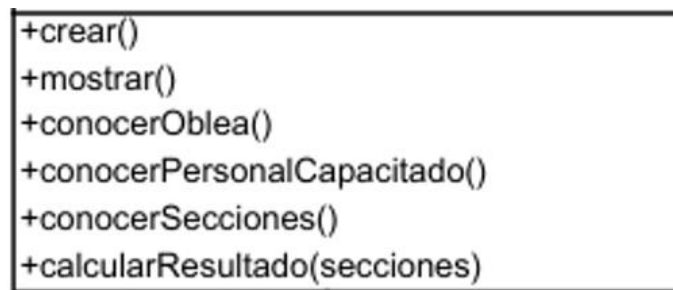 +crear()
+mostrar()
+conocerOblea()
+conocerPersonalCapacitado()
+conocerSecciones()
+calcularResultado(secciones)